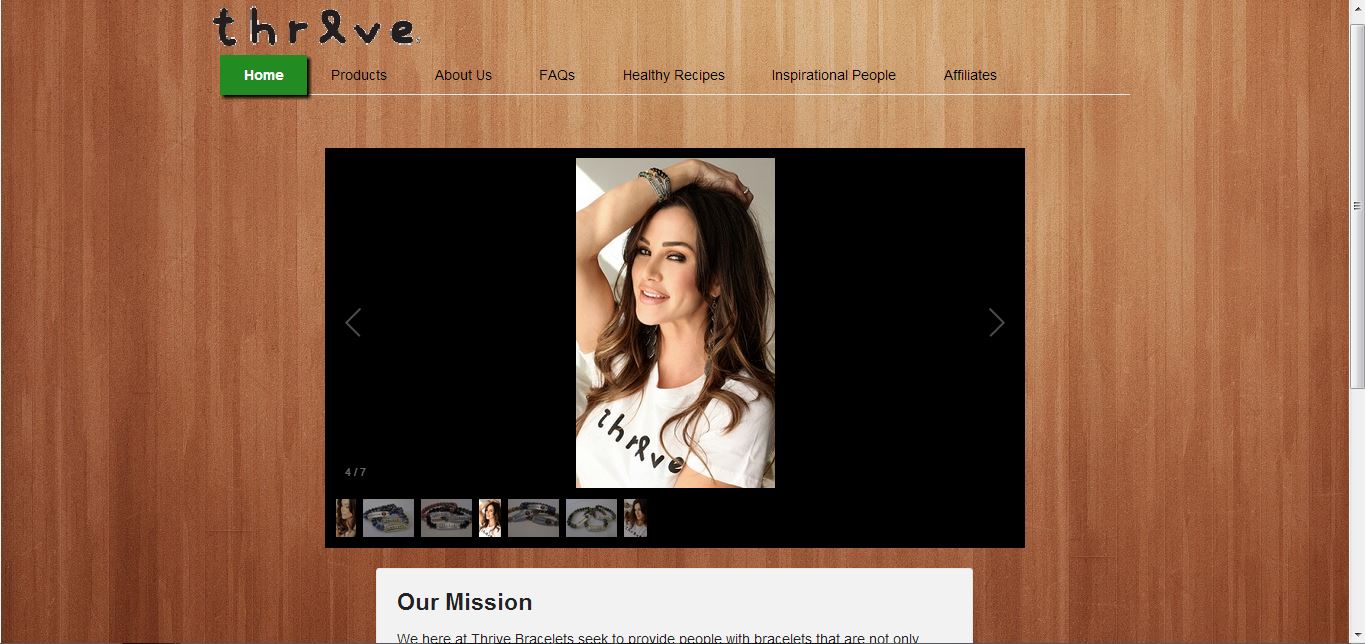 thrive
Home Products About Us FAQs Healthy Recipes Inspirational People Affiliates
thrive
4 / 7
Our Mission
We here at Thrive Bracelets seek to provide people with bracelets that are not only